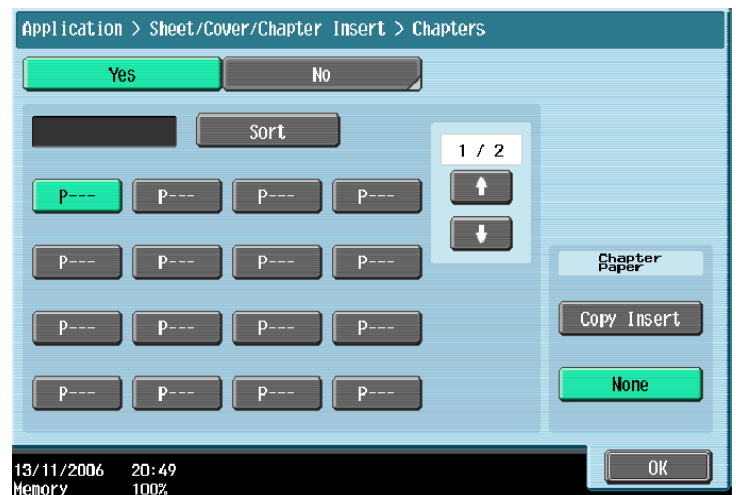 Application > Sheet/Cover/Chapter Insert > Chapters
Yes No
Sort
1 / 2
P--- P--- P--- P---
P--- P--- P--- P---
Chapter
Paper
P--- P--- P--- P---
Copy Insert
P--- P--- P--- P---
None
13/11/2006 20:49
Memory 100%
OK